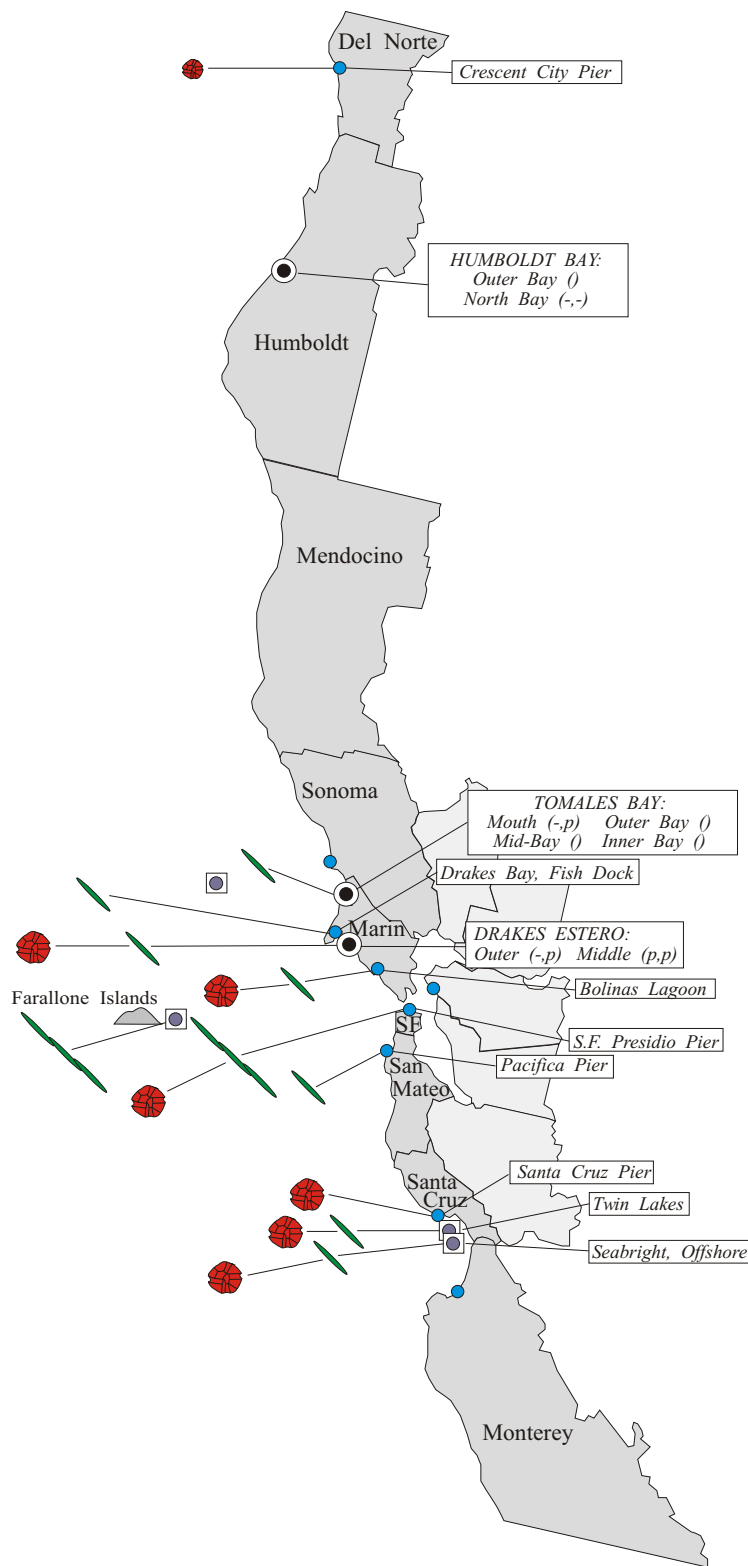 Del Norte
Crescent City Pier
HUMBOLDT BAY:
Outer Bay ()
North Bay (-,-)
Humboldt
Mendocino
Sonoma
TOMALES BAY:
Mouth (-,p) Outer Bay ()
Mid-Bay () Inner Bay ()
Drakes Bay, Fish Dock
Marin
DRAKES ESTERO:
Outer (-,p) Middle (p,p)
Bolinas Lagoon
Farallone Islands
SF
S.F. Presidio Pier
Pacifica Pier
San
Mateo
Santa Cruz Pier
Santa
Cruz
Twin Lakes
Seabright, Offshore
Monterey